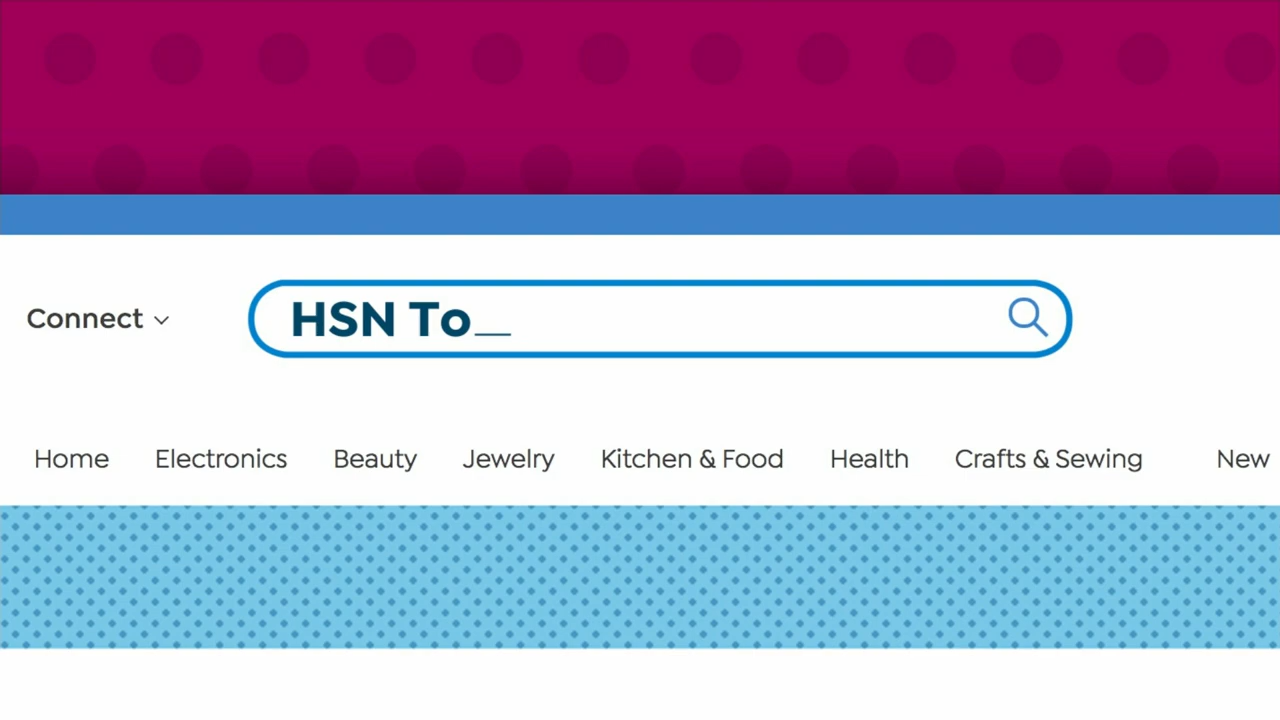 Connect
HSN To_
Home Electronics Beauty Jewelry Kitchen & Food Health Crafts & Sewing New